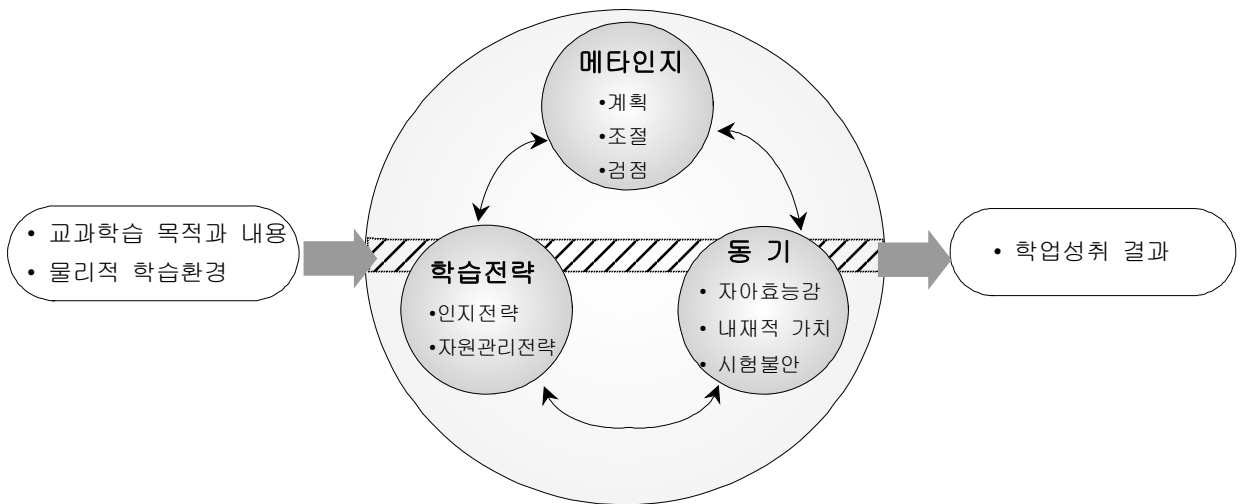 메타인지
•계획
•조절
•검점
• 교과학습 목적과 내용
• 물리적 학습환경
학습전략
•인지전략
•자원관리전략
동 기
• 자아효능감
• 내재적 가치
• 시험불안
• 학업성취 결과